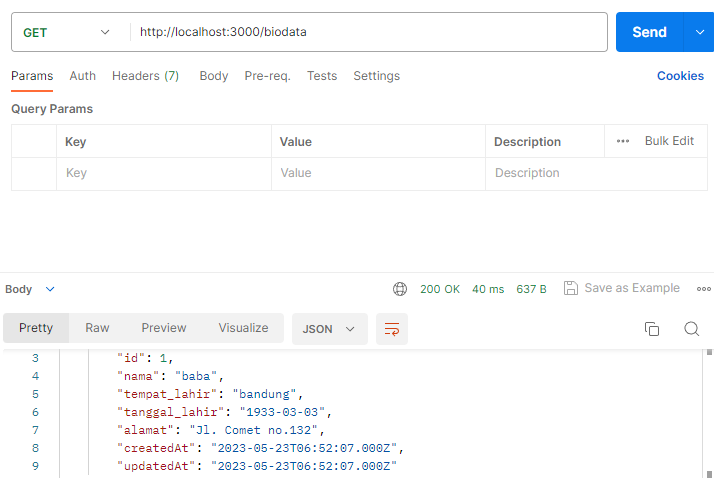 GET http://localhost:3000/biodata Send
Params Auth Headers (7) Body Pre-req. Tests Settings Cookies
Query Params
Key Value Description Bulk Edit
Key Value Description
Body 200 OK 40 ms 637 B Save as Example
Pretty Raw Preview Visualize JSON
3 "id": 1,
4 "nama": "baba",
5 "tempat_lahir": "bandung",
6 "tanggal_lahir": "1933-03-03",
7 "alamat": "Jl. Comet no.132",
8 "createdAt": "2023-05-23T06:52:07.000Z",
9 "updatedAt": "2023-05-23T06:52:07.000Z"